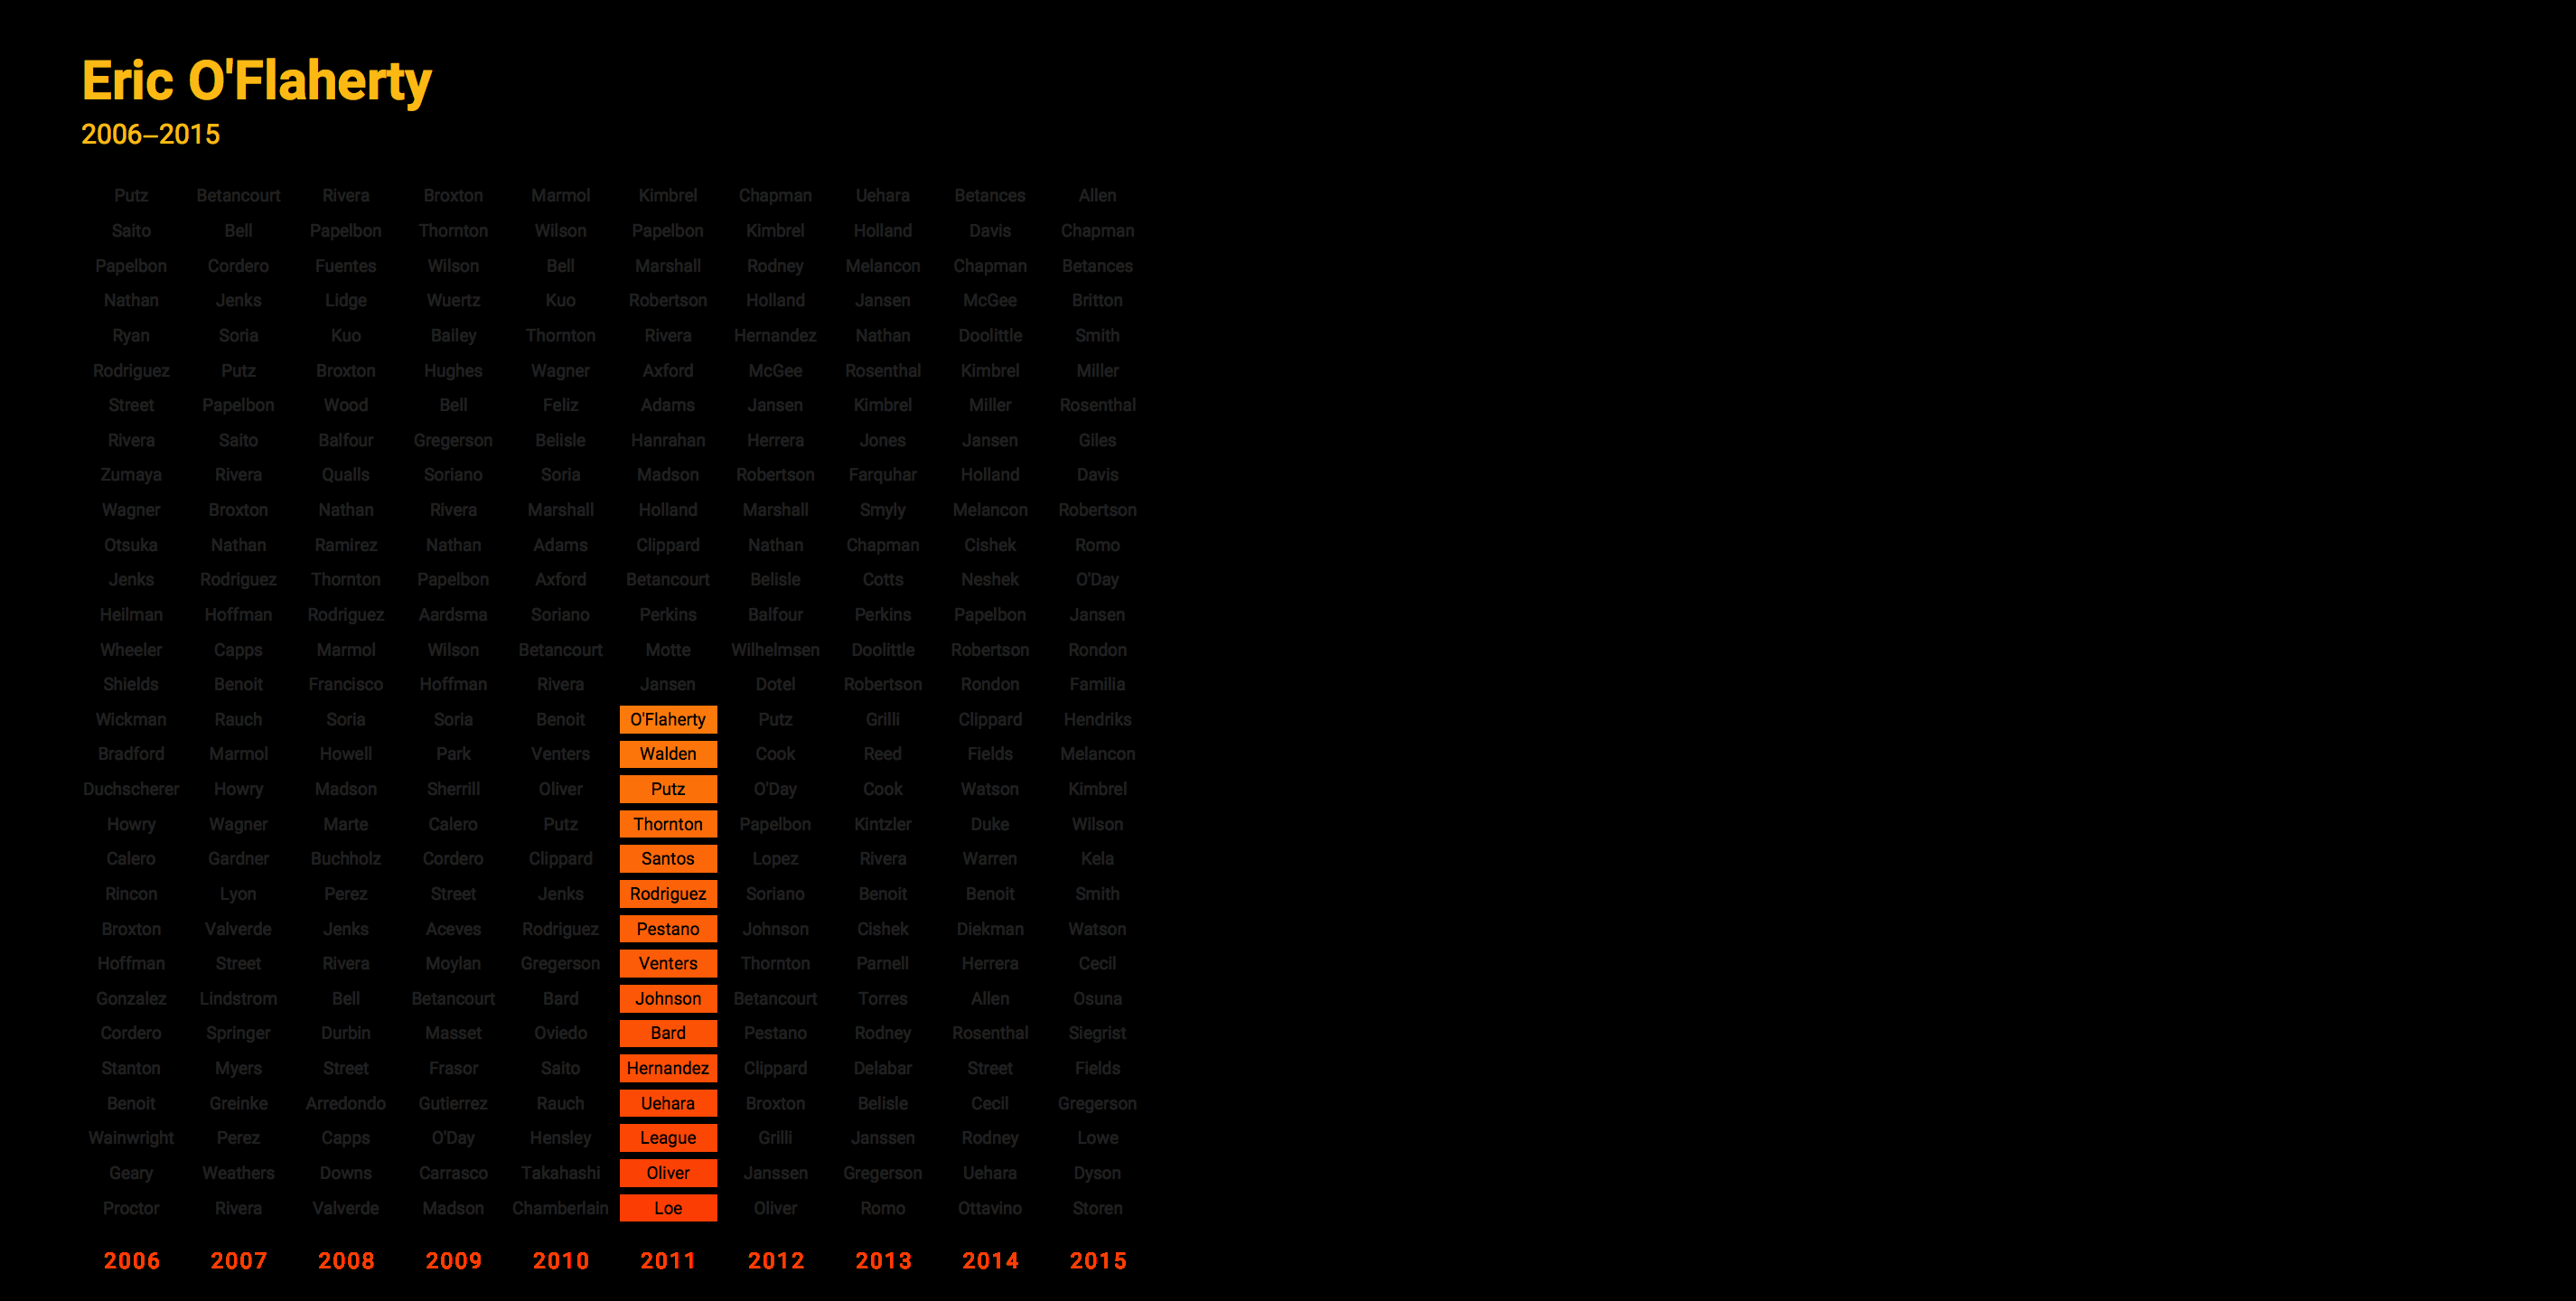 Eric O'Flaherty
2006–2015
Putz Betancourt Rivera Broxton Marmol Kimbrel Chapman Uehara Betances Allen
Saito Bell Papelbon Thornton Wilson Papelbon Kimbrel Holland Davis Chapman
Papelbon Cordero Fuentes Wilson Bell Marshall Rodney Melancon Chapman Betances
Nathan Jenks Lidge Wuertz Kuo Robertson Holland Jansen McGee Britton
Ryan Soria Kuo Bailey Thornton Rivera Hernandez Nathan Doolittle Smith
Rodriguez Putz Broxton Hughes Wagner Axford McGee Rosenthal Kimbrel Miller
Street Papelbon Wood Bell Feliz Adams Jansen Kimbrel Miller Rosenthal
Rivera Saito Balfour Gregerson Belisle Hanrahan Herrera Jones Jansen Giles
Zumaya Rivera Qualls Soriano Soria Madson Robertson Farquhar Holland Davis
Wagner Broxton Nathan Rivera Marshall Holland Marshall Smyly Melancon Robertson
Otsuka Nathan Ramirez Nathan Adams Clippard Nathan Chapman Cishek Romo
Jenks Rodriguez Thornton Papelbon Axford Betancourt Belisle Cotts Neshek O'Day
Heilman Hoffman Rodriguez Aardsma Soriano Perkins Balfour Perkins Papelbon Jansen
Wheeler Capps Marmol Wilson Betancourt Motte Wilhelmsen Doolittle Robertson Rondon
Shields Benoit Francisco Hoffman Rivera Jansen Dotel Robertson Rondon Familia
Wickman Rauch Soria Soria Benoit O'Flaherty Putz Grilli Clippard Hendriks
Bradford Marmol Howell Park Venters Walden Cook Reed Fields Melancon
Duchscherer Howry Madson Sherrill Oliver Putz O'Day Cook Watson Kimbrel
Howry Wagner Marte Calero Putz Thornton Papelbon Kintzler Duke Wilson
Calero Gardner Buchholz Cordero Clippard Santos Lopez Rivera Warren Kela
Rincon Lyon Perez Street Jenks Rodriguez Soriano Benoit Benoit Smith
Broxton Valverde Jenks Aceves Rodriguez Pestano Johnson Cishek Diekman Watson
Hoffman Street Rivera Moylan Gregerson Venters Thornton Parnell Herrera Cecil
Gonzalez Lindstrom Bell Betancourt Bard Johnson Betancourt Torres Allen Osuna
Cordero Springer Durbin Masset Oviedo Bard Pestano Rodney Rosenthal Siegrist
Stanton Myers Street Frasor Saito Hernandez Clippard Delabar Street Fields
Benoit Greinke Arredondo Gutierrez Rauch Uehara Broxton Belisle Cecil Gregerson
Wainwright Perez Capps O'Day Hensley League Grilli Janssen Rodney Lowe
Geary Weathers Downs Carrasco Takahashi Oliver Janssen Gregerson Uehara Dyson
Proctor Rivera Valverde Madson Chamberlain Loe Oliver Romo Ottavino Storen
2006 2007 2008 2009 2010 2011 2012 2013 2014 2015